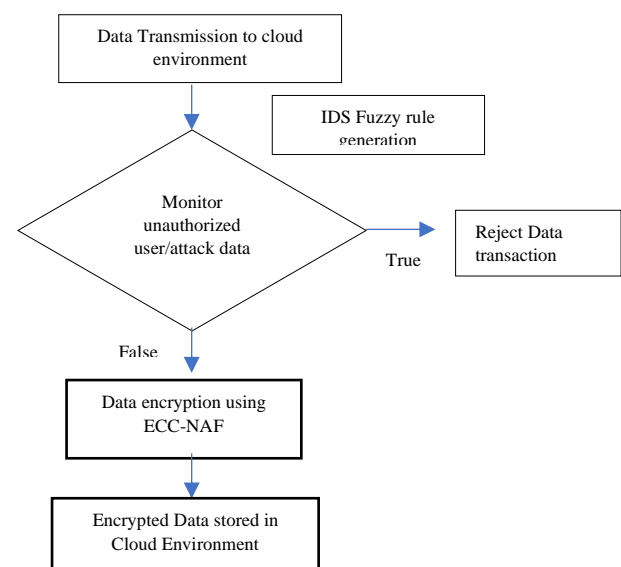 Data Transmission to cloud
environment
IDS Fuzzy rule
generation
Monitor
unauthorized
user/attack data
True
Reject Data
transaction
False
Data encryption using
ECC-NAF
Encrypted Data stored in
Cloud Environment